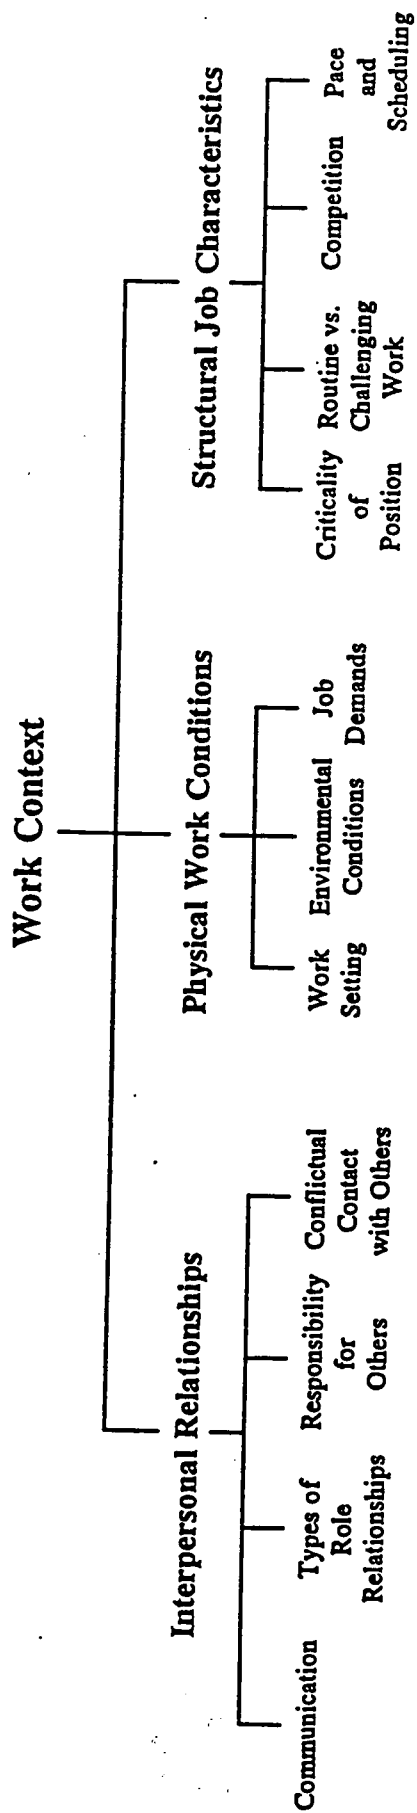 Work Context
Interpersonal Relationships
Physical Work Conditions
Structural Job Characteristics
Communication
Types of
Role
Relationships
Responsibility
for
Others
Conflictual
Contact
with Others
Work
Setting
Environmental
Conditions
Job
Demands
Criticality
of
Position
Routine vs.
Challenging
Work
Competition
Pace
and
Scheduling